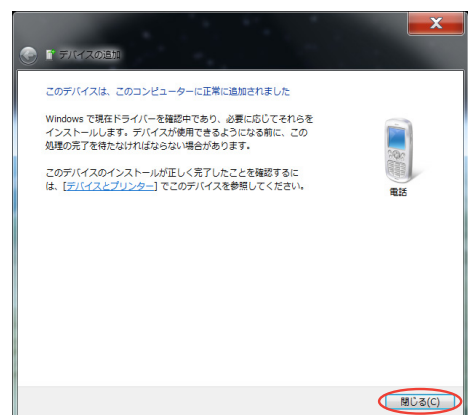 デバイスの追加
このデバイスは、このコンピューターに正常に追加されました
Windows で現在ドライバーを確認中であり、必要に応じてそれらを
インストールします。デバイスが使用できるようになる前に、この
処理の完了を待たなければならない場合があります。
このデバイスのインストールが正しく完了したことを確認するに
は、[デバイスとプリンター] でこのデバイスを参照してください。
電話
閉じる(C)